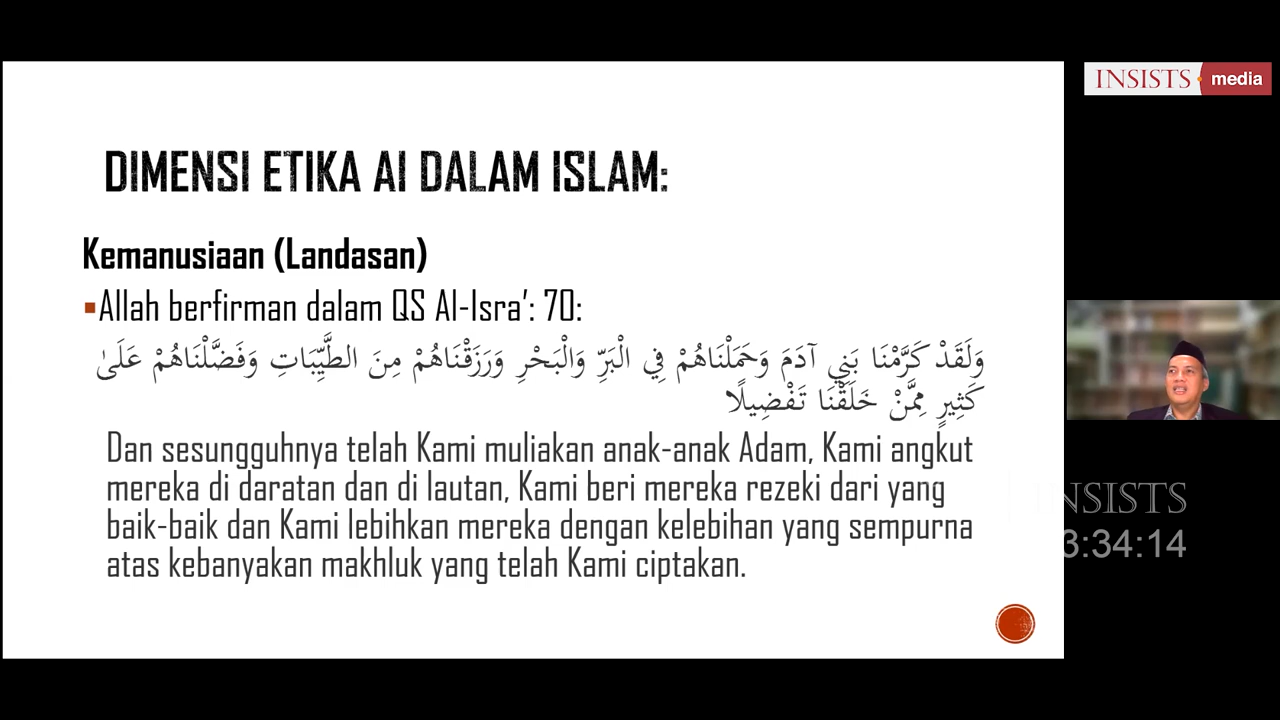 INSISTS media
DIMENSI ETIKA AI DALAM ISLAM:
Kemanusiaan (Landasan)
▪Allah berfirman dalam QS Al-Isra’: 70:
وَلَقَدْ كَرَّمْنَا بَنِي آدَمَ وَحَمَلْنَاهُمْ فِي الْبَرِّ وَالْبَحْرِ وَرَزَقْنَاهُمْ مِنَ الطَّيِّبَاتِ وَفَضَّلْنَاهُمْ عَلَىٰ
كَثِيرٍ مِمَّنْ خَلَقْنَا تَفْضِيلًا
Dan sesungguhnya telah Kami muliakan anak-anak Adam, Kami angkut
mereka di daratan dan di lautan, Kami beri mereka rezeki dari yang
baik-baik dan Kami lebihkan mereka dengan kelebihan yang sempurna
atas kebanyakan makhluk yang telah Kami ciptakan.
INSISTS
3:34:14